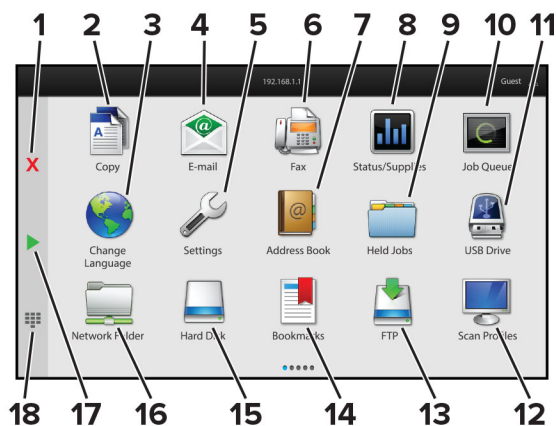 1 2 3 4 5 6 7 8 9 10 11
192.168.1.1
Guest
X
Copy E-mail Fax Status/Supplies Job Queue
Change
Language
Settings Address Book Held Jobs USB Drive
Network Folder Hard Disk Bookmarks FTP Scan Profiles
18 17 16 15 14 13 12